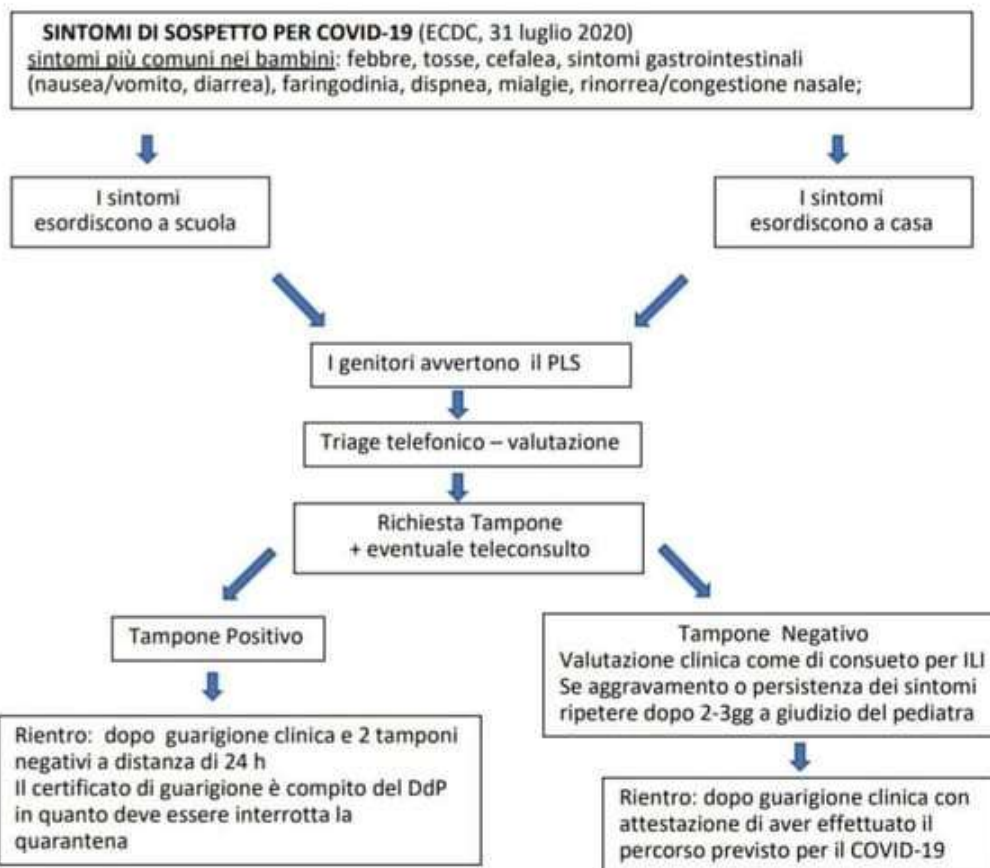 SINTOMI DI SOSPETTO PER COVID-19 (ECDC, 31 luglio 2020)
sintomi più comuni nei bambini: febbre, tosse, cefalea, sintomi gastrointestinali
(nausea/vomito, diarrea), faringodinia, dispnea, mialgie, rinorrea/congestione nasale;
I sintomi
esordiscono a scuola
I sintomi
esordiscono a casa
I genitori avvertono il PLS
Triage telefonico – valutazione
Richiesta Tampone
+ eventuale teleconsulto
Tampone Positivo
Tampone Negativo
Valutazione clinica come di consueto per ILI
Se aggravamento o persistenza dei sintomi
ripetere dopo 2-3gg a giudizio del pediatra
Rientro: dopo guarigione clinica e 2 tamponi
negativi a distanza di 24 h
Il certificato di guarigione è compito del DdP
in quanto deve essere interrotta la
quarantena
Rientro: dopo guarigione clinica con
attestazione di aver effettuato il
percorso previsto per il COVID-19